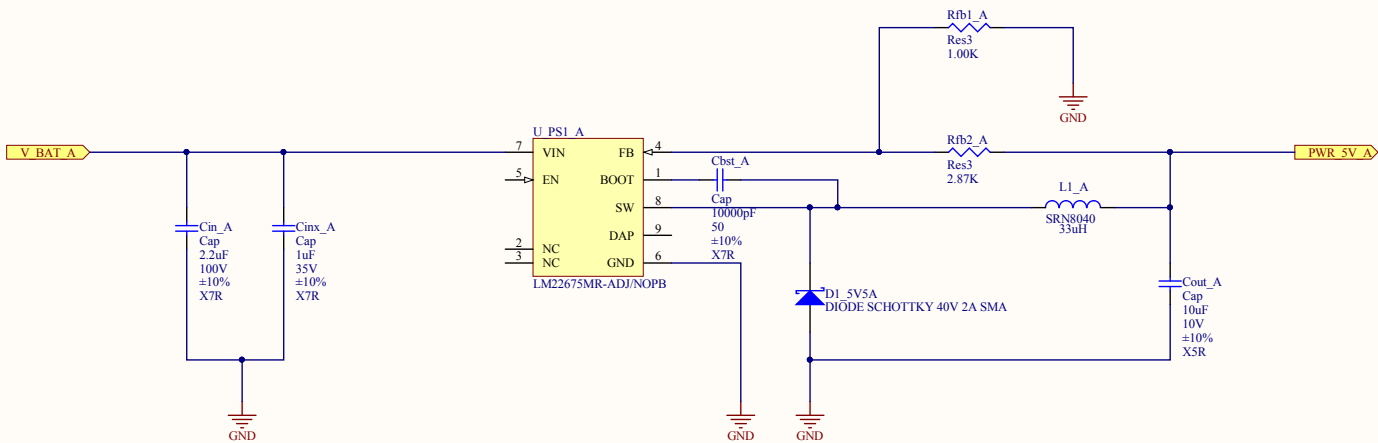 Rfb1_A
Res3
1.00K
GND
V_BAT_A
U_PS1_A
7
VIN
FB
4
5
EN
BOOT
1
SW
8
DAP
9
2
NC
3
NC
GND
6
LM22675MR-ADJ/NOPB
Rfb2_A
Res3
2.87K
PWR_5V_A
Cbst_A
Cap
10000pF
50
±10%
X7R
L1_A
SRN8040
33uH
Cin_A
Cap
2.2uF
100V
±10%
X7R
Cinx_A
Cap
1uF
35V
±10%
X7R
D1_5V5A
DIODE SCHOTTKY 40V 2A SMA
Cout_A
Cap
10uF
10V
±10%
X5R
GND
GND
GND